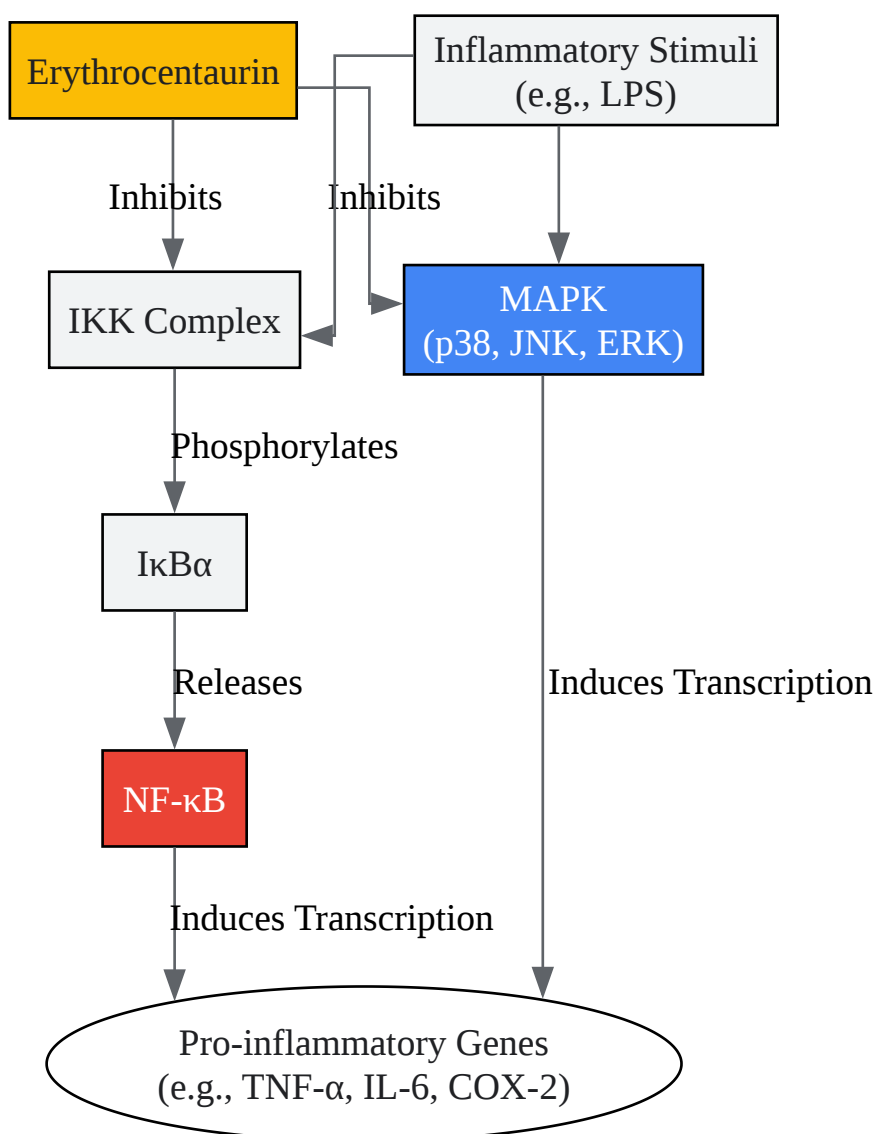 Erythrocentaurin
Inflammatory Stimuli
(e.g., LPS)
Inhibits
Inhibits
IKK Complex
MAPK
(p38, JNK, ERK)
Phosphorylates
IκBα
Releases
Induces Transcription
NF-κB
Induces Transcription
Pro-inflammatory Genes
(e.g., TNF-α, IL-6, COX-2)